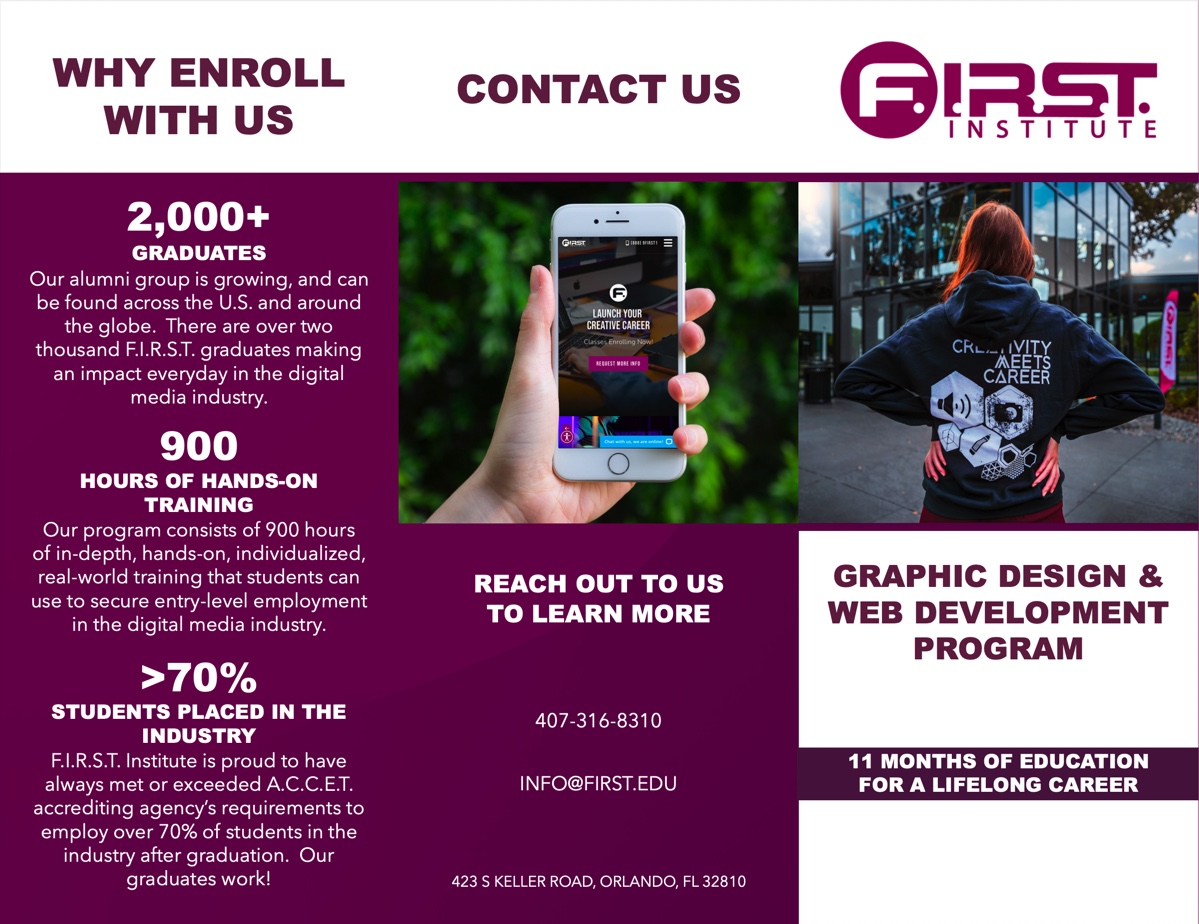 WHY ENROLL
WITH US
2,000+
GRADUATES
Our alumni group is growing, and can
be found across the U.S. and around
the globe.  There are over two
thousand F.I.R.S.T. graduates making
an impact everyday in the digital
media industry.
900
HOURS OF HANDS-ON
TRAINING
Our program consists of 900 hours
of in-depth, hands-on, individualized,
real-world training that students can
use to secure entry-level employment
in the digital media industry.
>70%
STUDENTS PLACED IN THE
INDUSTRY
F.I.R.S.T. Institute is proud to have
always met or exceeded A.C.C.E.T.
accrediting agency's requirements to
employ over 70% of students in the
industry after graduation.  Our
graduates work!
CONTACT US
F.I.R.S.T.
LAUNCH YOUR
CREATIVE CAREER
Classes Enrolling Now!
REQUEST MORE INFO
Chat with us, we are online!
REACH OUT TO US
TO LEARN MORE
407-316-8310
INFO@FIRST.EDU
423 S KELLER ROAD, ORLANDO, FL 32810
F.I.R.S.T.
INSTITUTE
CREATIVITY
MEETS
CAREER
F.I.R.S.T.
GRAPHIC DESIGN &
WEB DEVELOPMENT
PROGRAM
11 MONTHS OF EDUCATION
FOR A LIFELONG CAREER